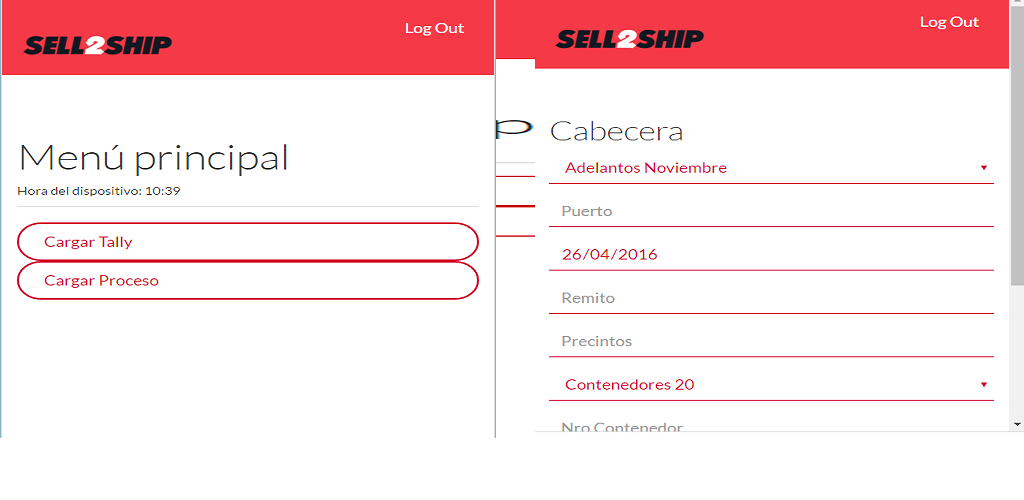 SELL2SHIP
Log Out
Menú principal
Hora del dispositivo: 10:39
Cargar Tally
Cargar Proceso
SELL2SHIP
Log Out
p
Cabecera
Adelantos Noviembre
Puerto
26/04/2016
Remito
Precintos
Contenedores 20
Nro Contenedor